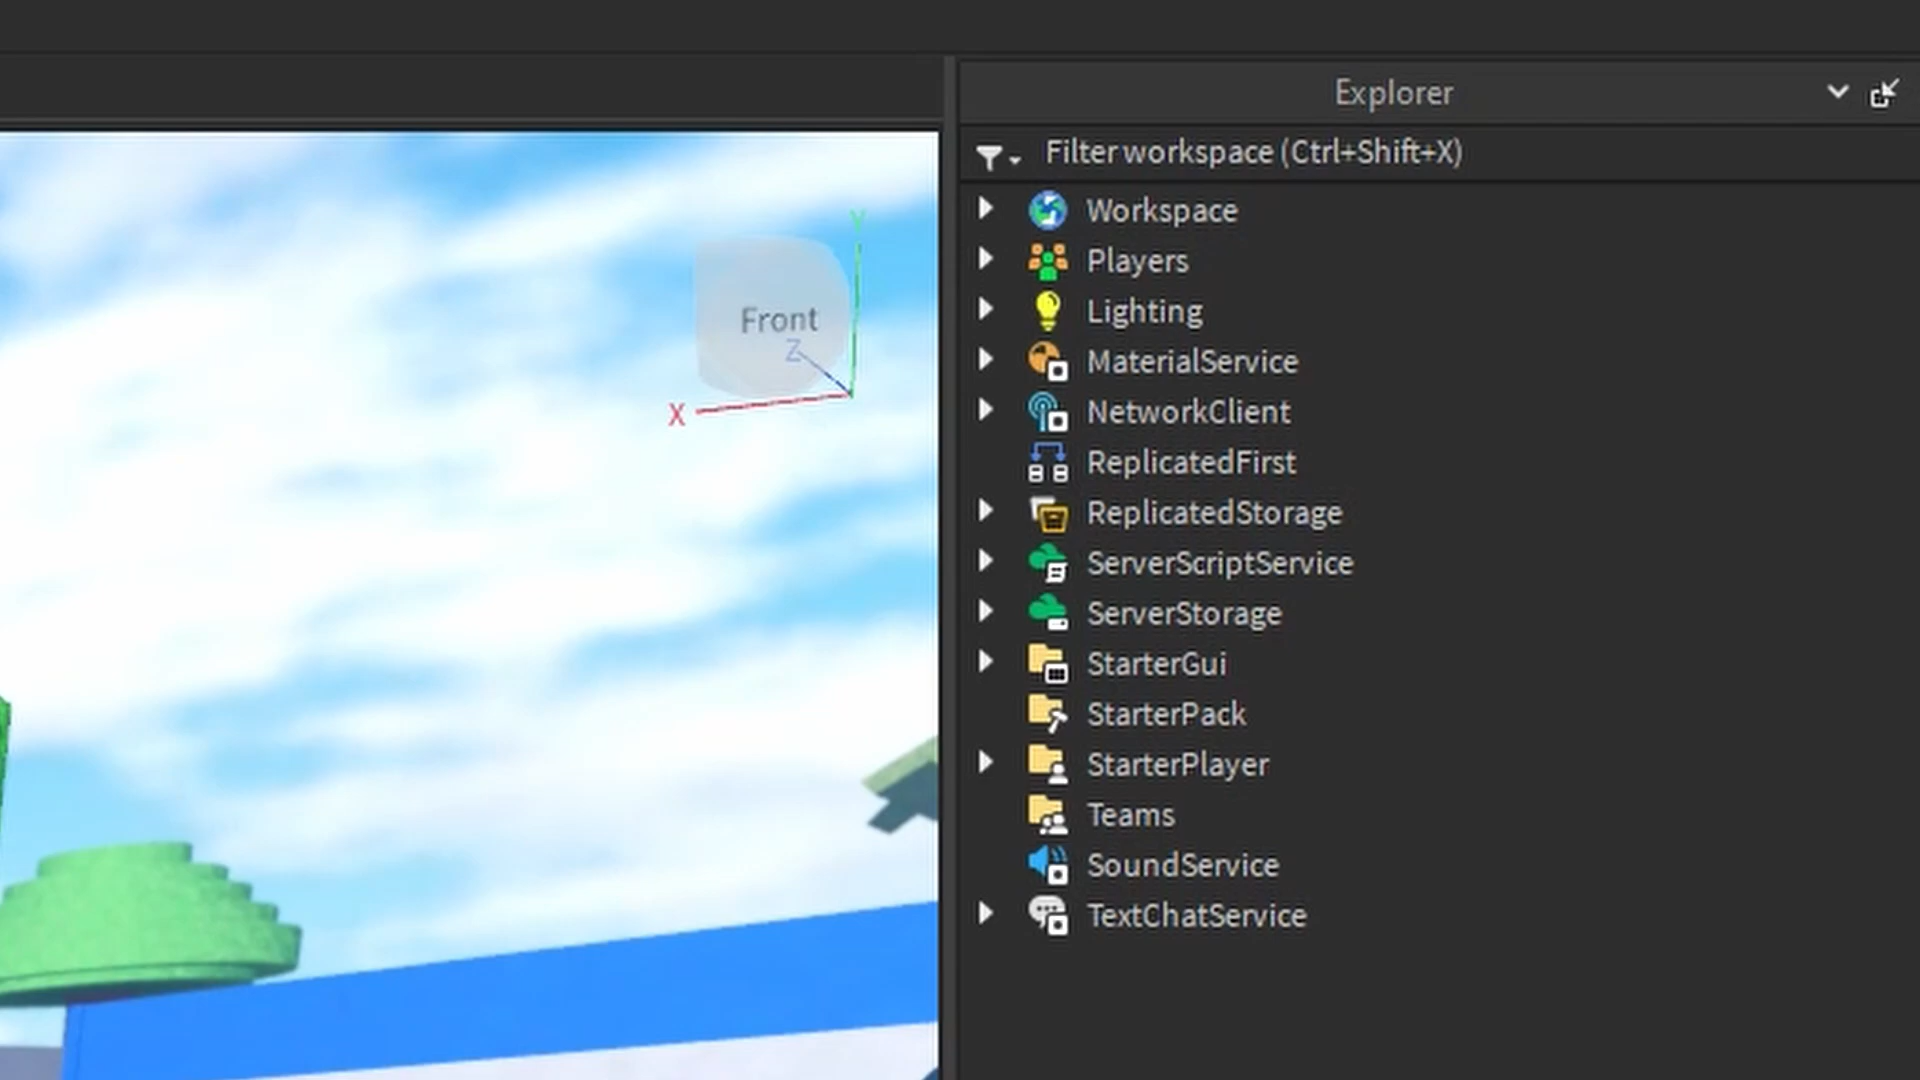 Explorer
Filter workspace (Ctrl+Shift+X)
Workspace
Players
Lighting
MaterialService
NetworkClient
ReplicatedFirst
ReplicatedStorage
ServerScriptService
ServerStorage
StarterGui
StarterPack
StarterPlayer
Teams
SoundService
TextChatService
Y
Front
Z
X